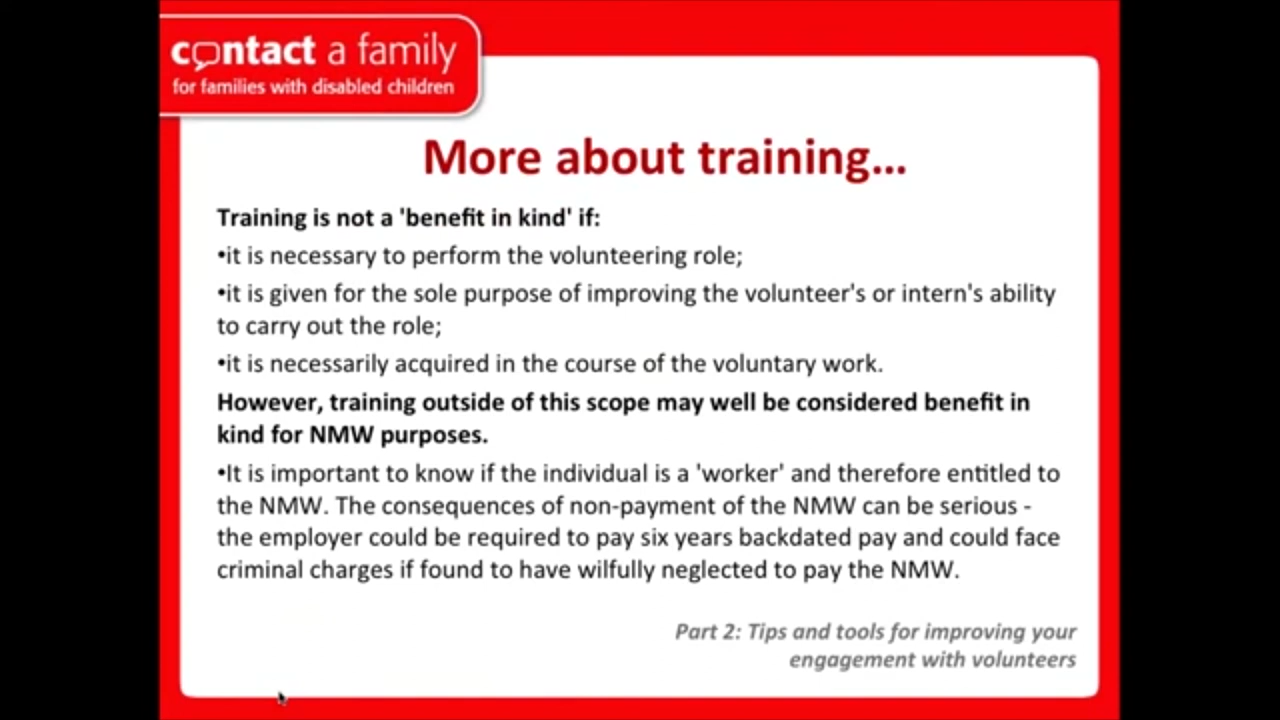 contact a family
for families with disabled children
More about training...
Training is not a 'benefit in kind' if:
•it is necessary to perform the volunteering role;
•it is given for the sole purpose of improving the volunteer's or intern's ability
to carry out the role;
•it is necessarily acquired in the course of the voluntary work.
However, training outside of this scope may well be considered benefit in
kind for NMW purposes.
•It is important to know if the individual is a 'worker' and therefore entitled to
the NMW. The consequences of non-payment of the NMW can be serious -
the employer could be required to pay six years backdated pay and could face
criminal charges if found to have wilfully neglected to pay the NMW.
Part 2: Tips and tools for improving your
engagement with volunteers